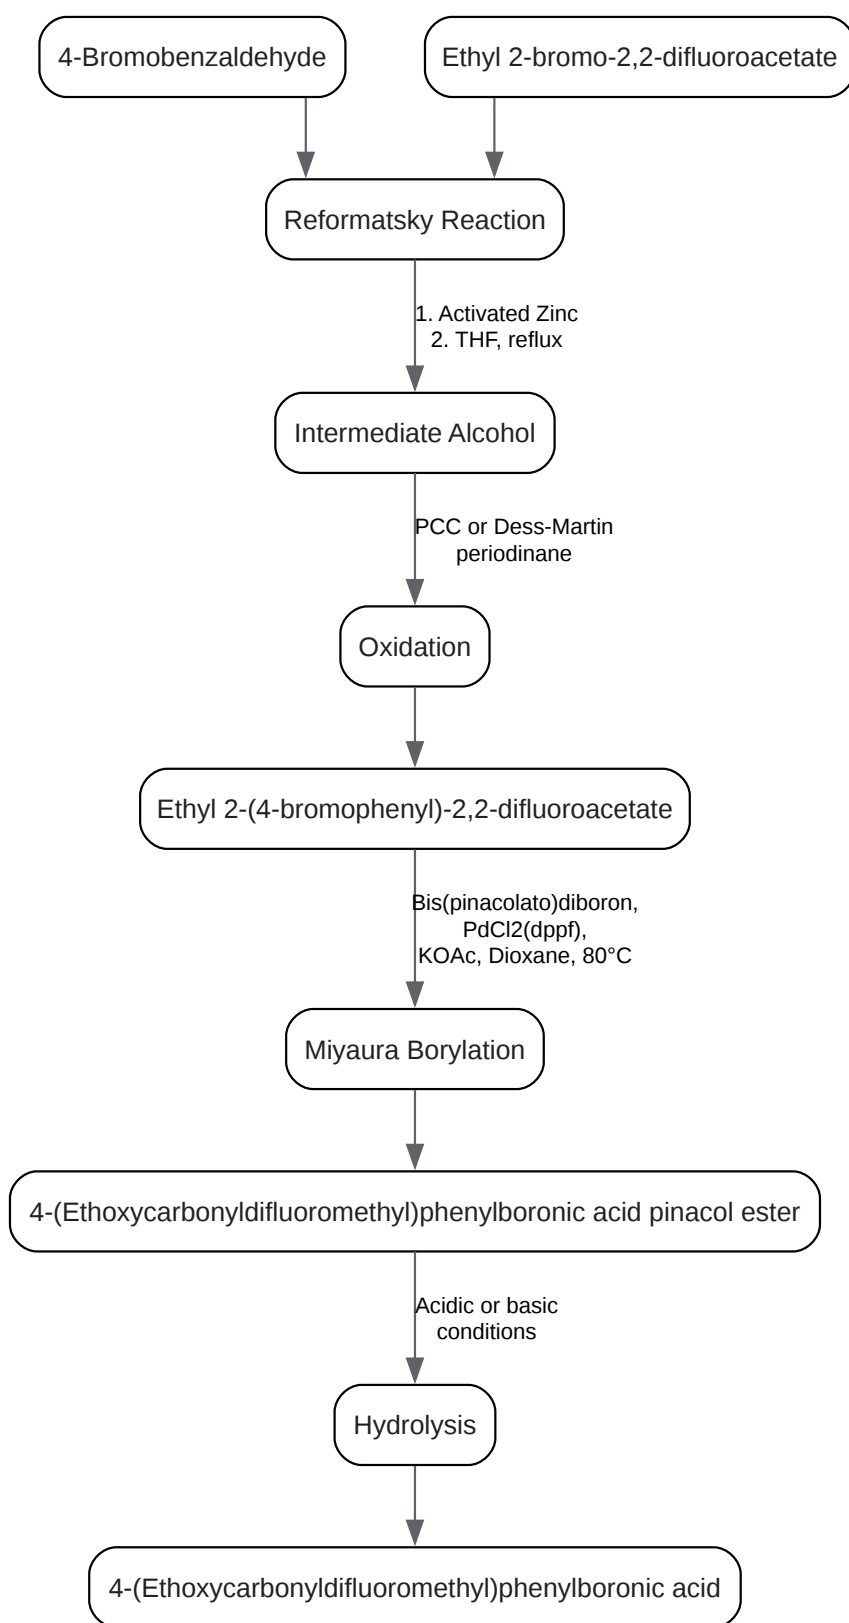 4-Bromobenzaldehyde
Ethyl 2-bromo-2,2-difluoroacetate
Reformatsky Reaction
1. Activated Zinc
2. THF, reflux
Intermediate Alcohol
PCC or Dess-Martin
periodinane
Oxidation
Ethyl 2-(4-bromophenyl)-2,2-difluoroacetate
Bis(pinacolato)diboron,
PdCl2(dppf),
KOAc, Dioxane, 80°C
Miyaura Borylation
4-(Ethoxycarbonyldifluoromethyl)phenylboronic acid pinacol ester
Acidic or basic
conditions
Hydrolysis
4-(Ethoxycarbonyldifluoromethyl)phenylboronic acid